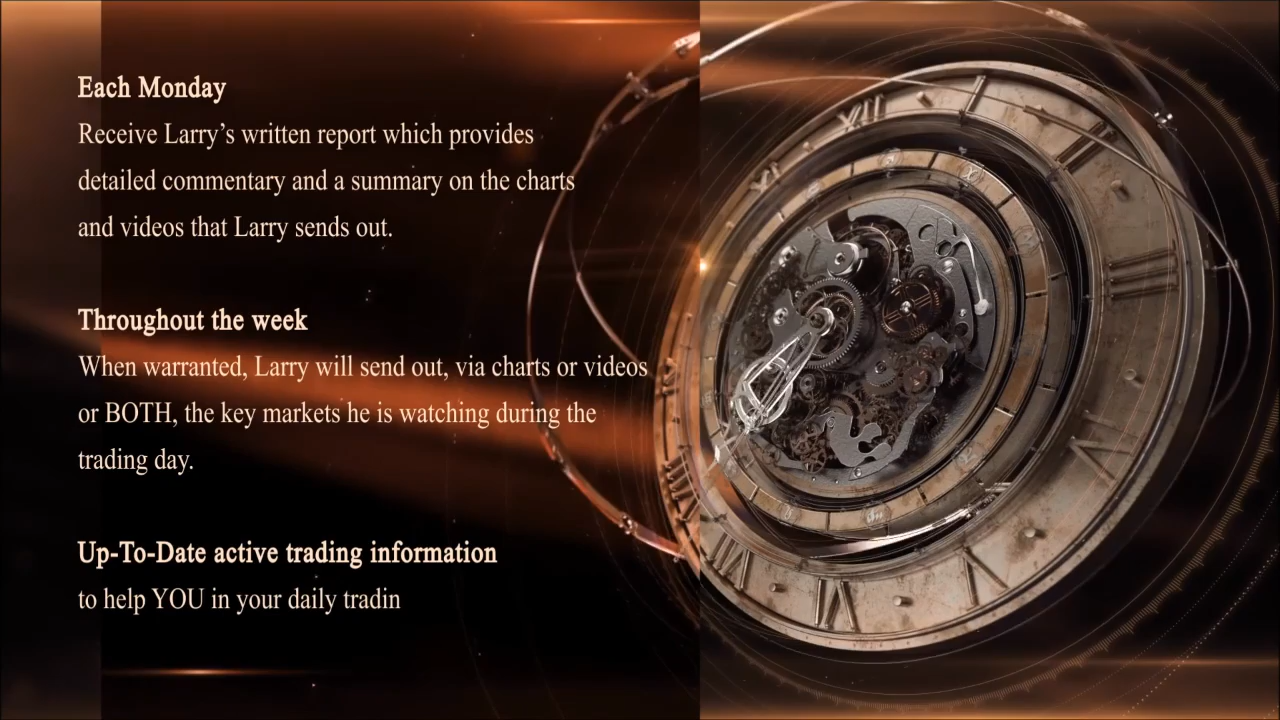 Each Monday
Receive Larry’s written report which provides
detailed commentary and a summary on the charts
and videos that Larry sends out.
Throughout the week
When warranted, Larry will send out, via charts or videos
or BOTH, the key markets he is watching during the
trading day.
Up-To-Date active trading information
to help YOU in your daily tradin
XII
I
II
III